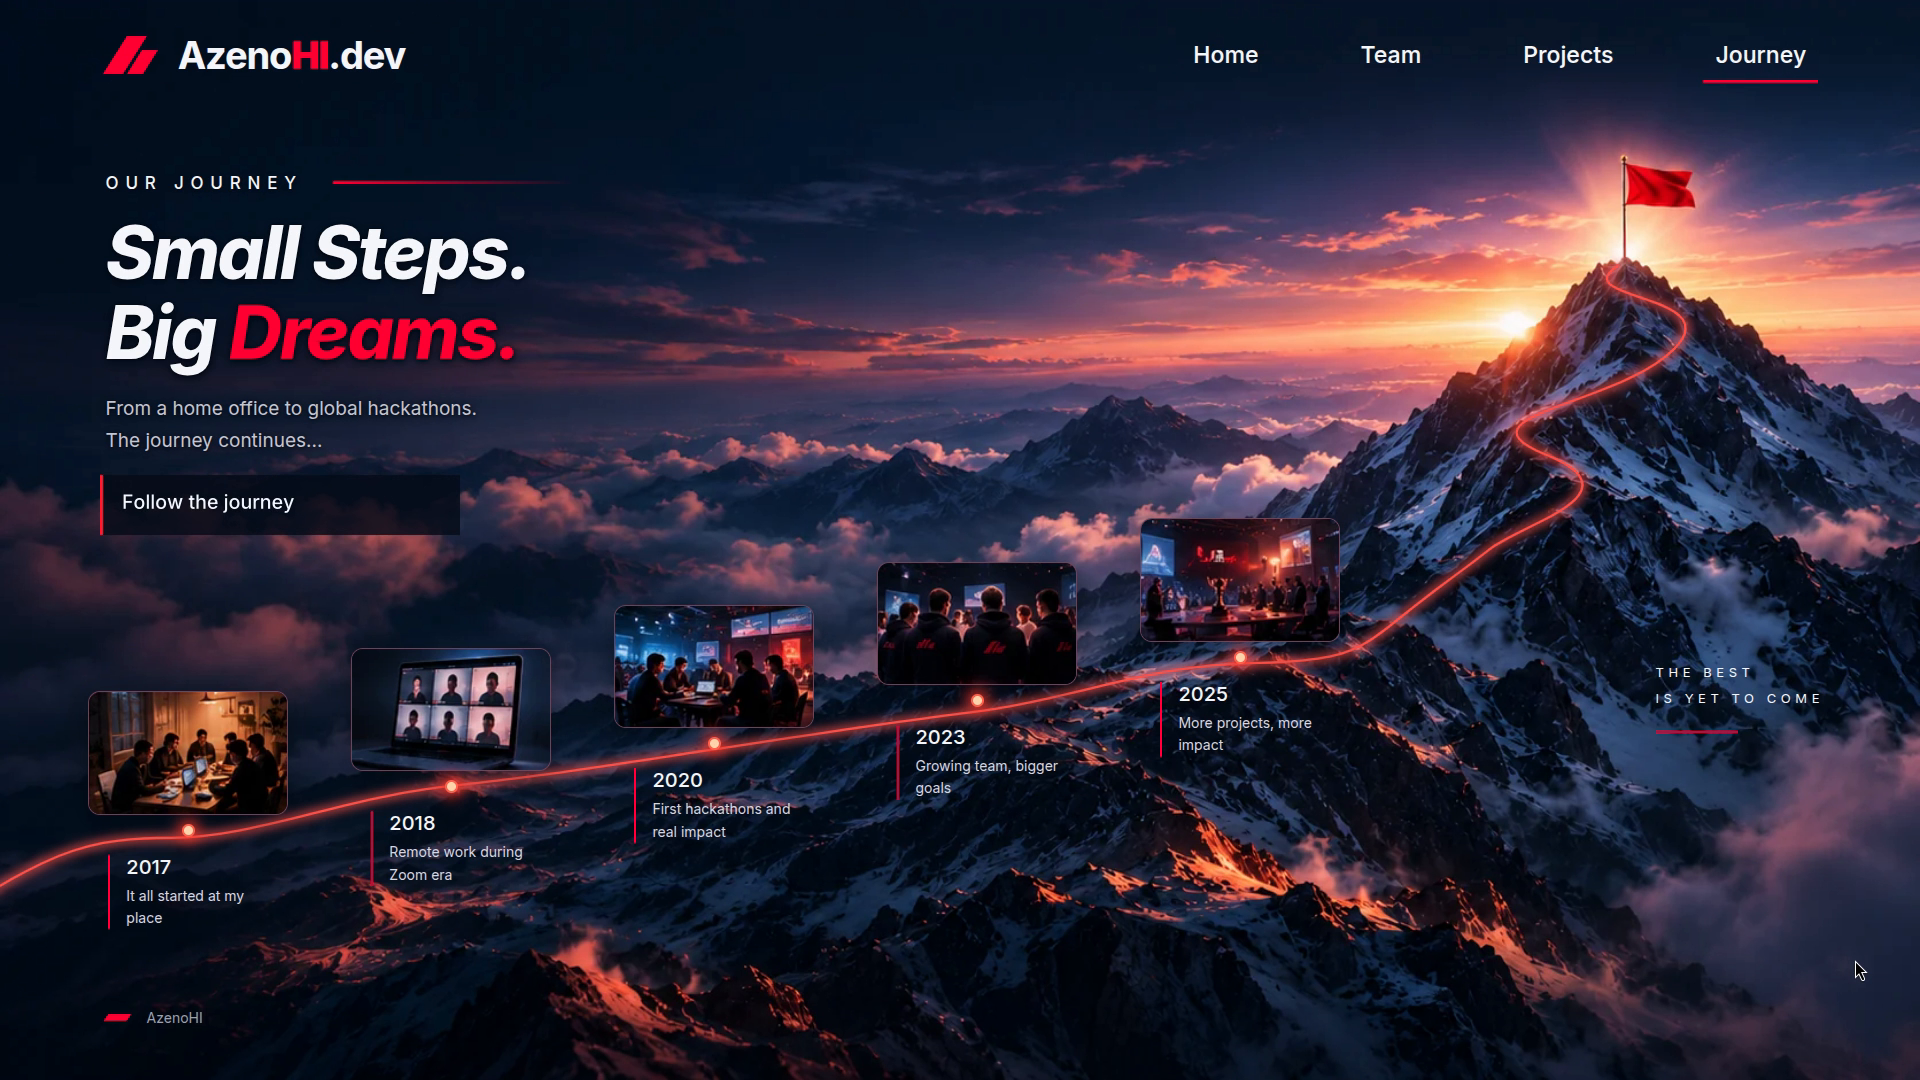 AzenoHI.dev
Home
Team
Projects
Journey
OUR JOURNEY
Small Steps.
Big Dreams.
From a home office to global hackathons.
The journey continues...
Follow the journey
2017
It all started at my
place
2018
Remote work during
Zoom era
2020
First hackathons and
real impact
2023
Growing team, bigger
goals
2025
More projects, more
impact
THE BEST
IS YET TO COME
AzenoHI